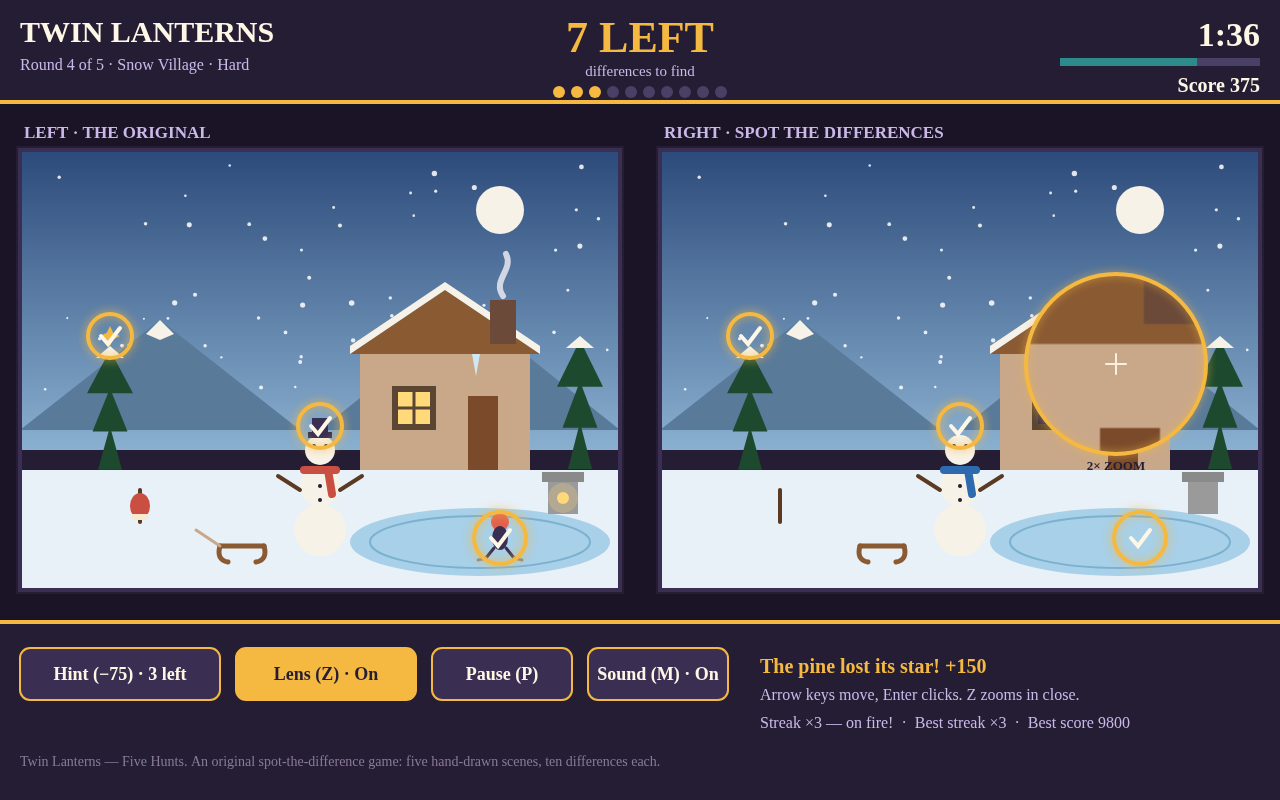 TWIN LANTERNS
Round 4 of 5 · Snow Village · Hard
7 LEFT
differences to find
1:36
Score 375
LEFT · THE ORIGINAL
RIGHT · SPOT THE DIFFERENCES
2× ZOOM
Hint (−75) · 3 left
Lens (Z) · On
Pause (P)
Sound (M) · On
The pine lost its star! +150
Arrow keys move, Enter clicks. Z zooms in close.
Streak ×3 — on fire! · Best streak ×3 · Best score 9800
Twin Lanterns — Five Hunts. An original spot-the-difference game: five hand-drawn scenes, ten differences each.